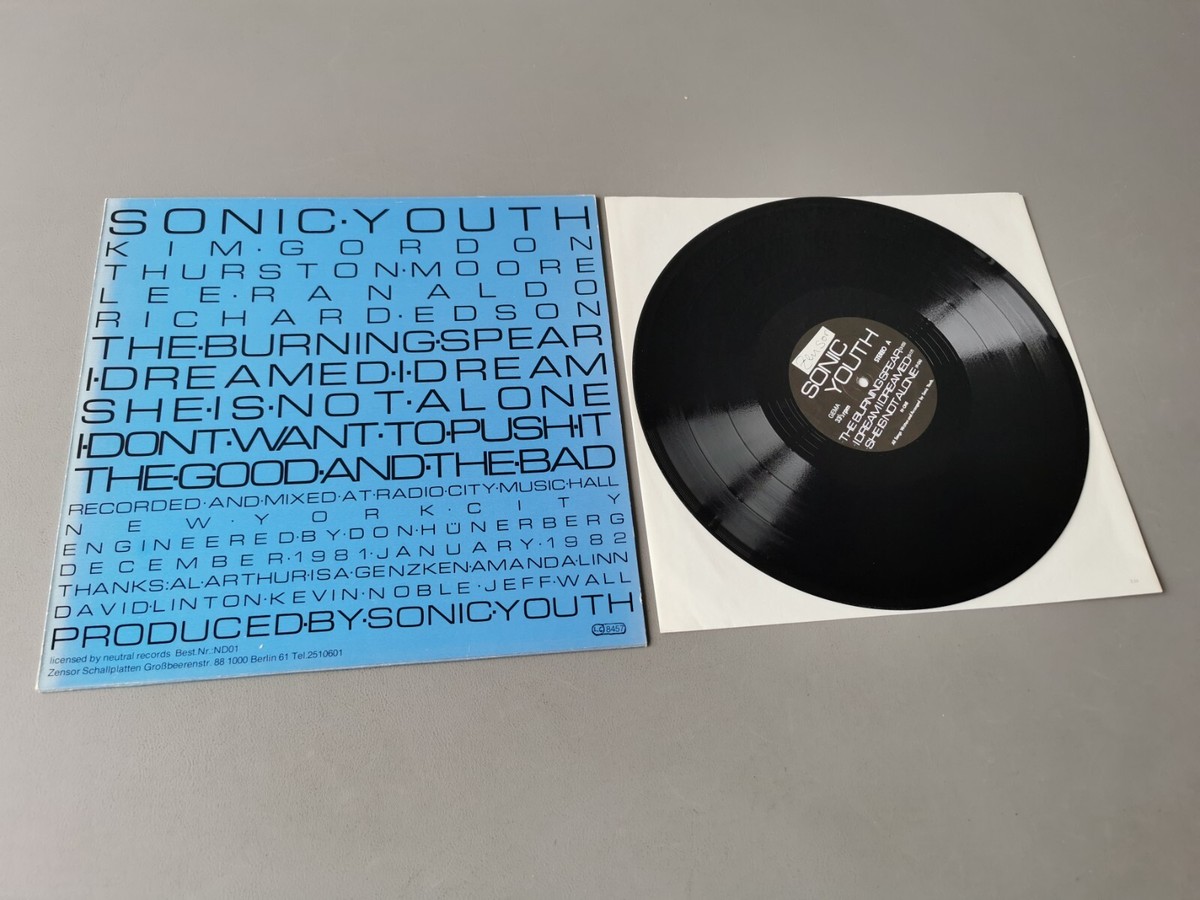 SONIC·YOUTH
KIM·GORDON
THURSTON·MOORE
LEE·RANALDO
RICHARD·EDSON
THE·BURNING·SPEAR
I·DREAMED·I·DREAM
SHE·IS·NOT·ALONE
I·DONT·WANT·TO·PUSH·IT
THE·GOOD·AND·THE·BAD
RECORDED·AND·MIXED·AT·RADIO·CITY·MUSIC·HALL
NEW·YORK·CITY
ENGINEERED·BY·DON·HÜNERBERG
DECEMBER·1981·JANUARY·1982
THANKS:AL·ARTHUR·ISA·GENZKEN·AMANDA·LINN
DAVID·LINTON·KEVIN·NOBLE·JEFF·WALL
PRODUCED·BY·SONIC·YOUTH
LC 8457
licensed by neutral records Best.Nr.:ND01
Zensor Schallplatten Großbeerenstr. 88 1000 Berlin 61 Tel.2510601
Zensor
SONIC
YOUTH
STEREO A
GEMA
THE BURNING SPEAR
I DREAM I DREAMED
SHE IS NOT ALONE